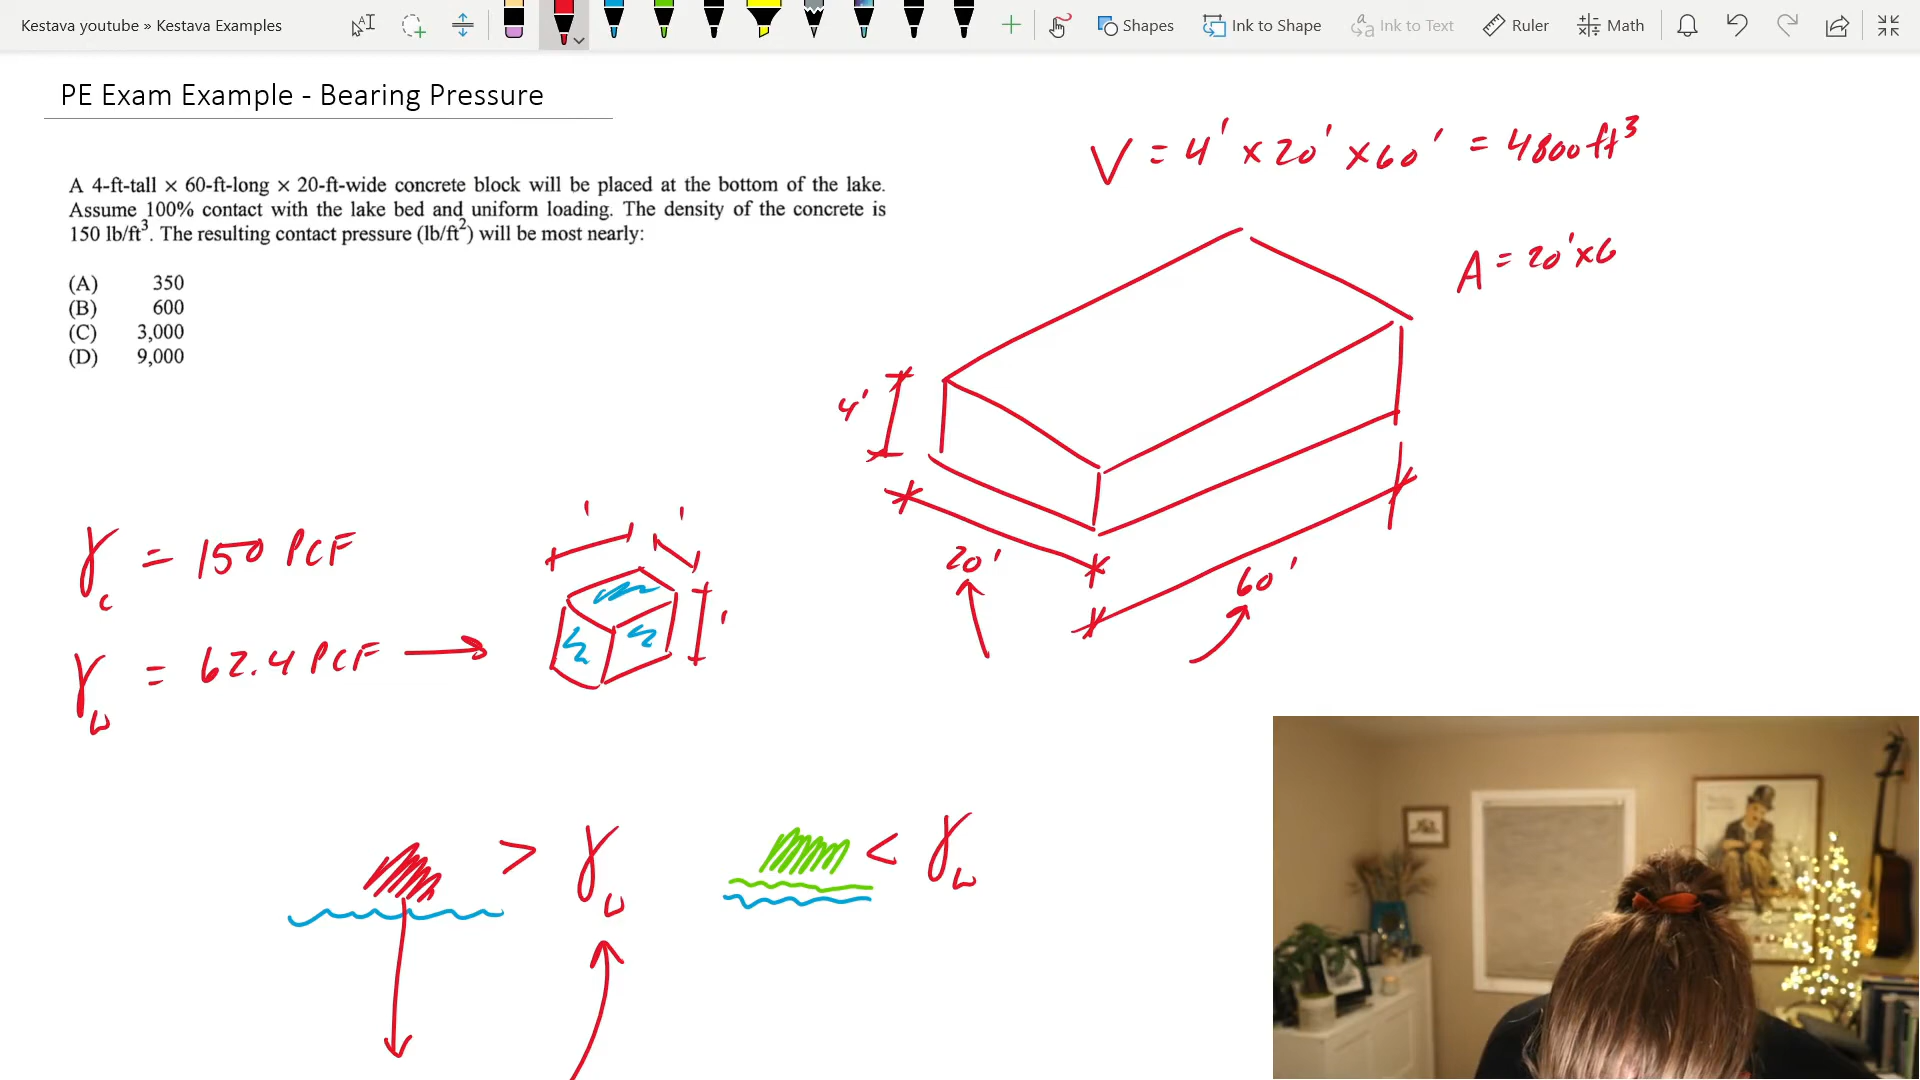 Kestava youtube » Kestava Examples
Shapes
Ink to Shape
Ink to Text
Ruler
Math
PE Exam Example - Bearing Pressure
A 4-ft-tall × 60-ft-long × 20-ft-wide concrete block will be placed at the bottom of the lake.
Assume 100% contact with the lake bed and uniform loading. The density of the concrete is
150 lb/ft³. The resulting contact pressure (lb/ft²) will be most nearly:
(A) 350
(B) 600
(C) 3,000
(D) 9,000
V = 4' × 20' × 60' = 4800 ft³
A = 20' × 6
4'
20'
60'
γc = 150 PCF
γw = 62.4 PCF
1 1
1
> γw
< γw